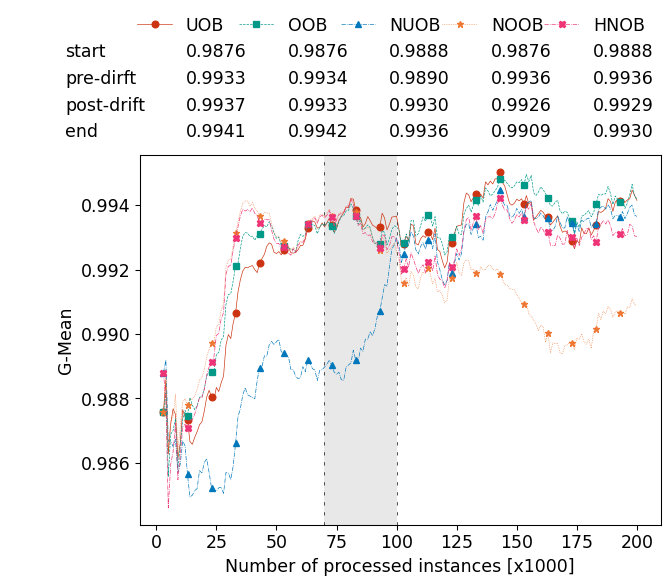 UOB OOB NUOB NOOB HNOB
start 0.9876 0.9876 0.9888 0.9876 0.9888
pre-dirft 0.9933 0.9934 0.9890 0.9936 0.9936
post-drift 0.9937 0.9933 0.9930 0.9926 0.9929
end 0.9941 0.9942 0.9936 0.9909 0.9930
0.994
0.992
0.990
0.988
0.986
G-Mean
0 25 50 75 100 125 150 175 200
Number of processed instances [x1000]